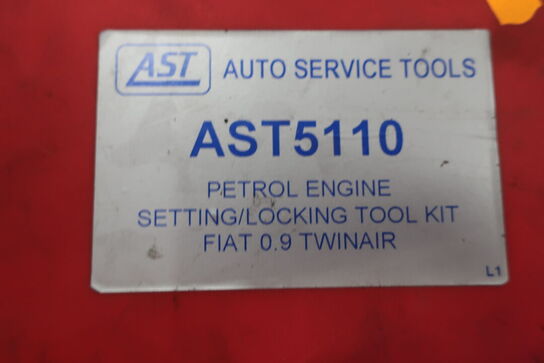 AST AUTO SERVICE TOOLS
AST5110
PETROL ENGINE
SETTING/LOCKING TOOL KIT
FIAT 0.9 TWINAIR
L1